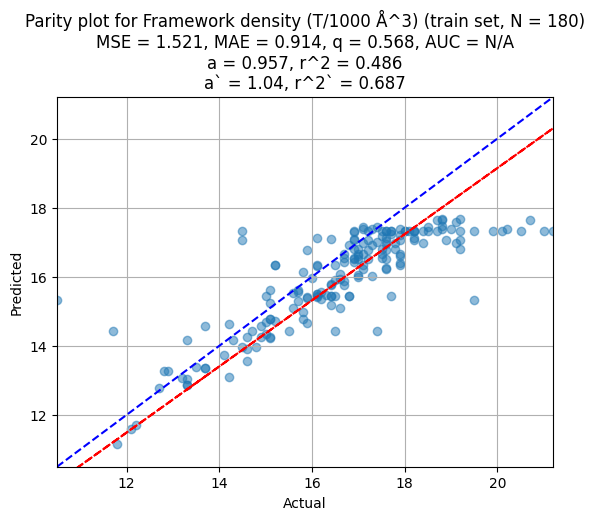 Parity plot for Framework density (T/1000 Å^3) (train set, N = 180)
MSE = 1.521, MAE = 0.914, q = 0.568, AUC = N/A
a = 0.957, r^2 = 0.486
a` = 1.04, r^2` = 0.687
20
18
16
14
12
Predicted
12 14 16 18 20
Actual